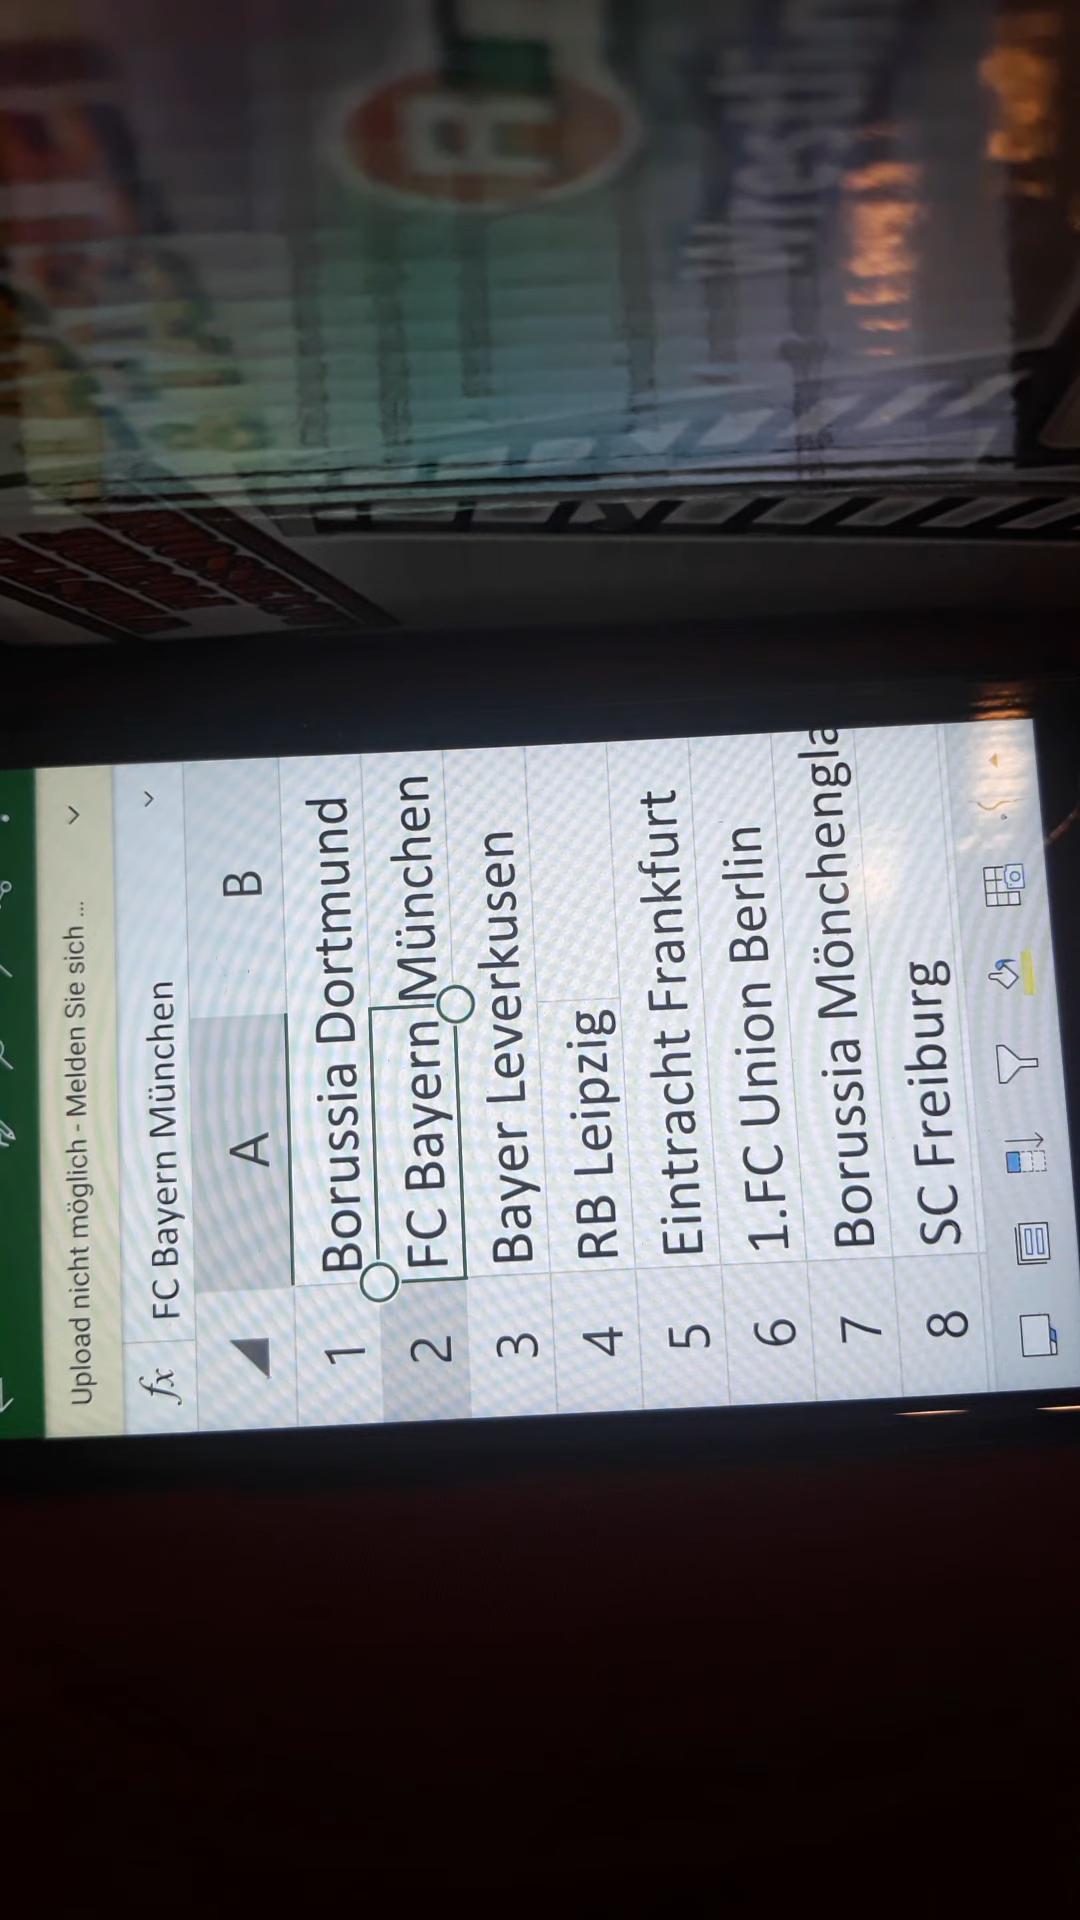 Upload nicht möglich - Melden Sie sich ...
fx FC Bayern München
A B
1 Borussia Dortmund
2 FC Bayern München
3 Bayer Leverkusen
4 RB Leipzig
5 Eintracht Frankfurt
6 1.FC Union Berlin
7 Borussia Mönchengla
8 SC Freiburg